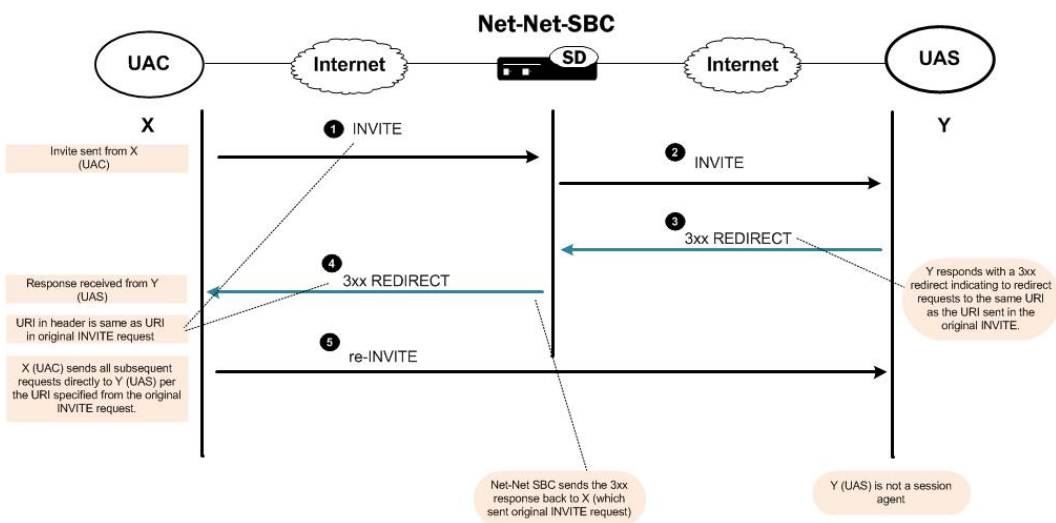 Net-Net-SBC
UAC
Internet
SD
Internet
UAS
X
Y
1 INVITE
Invite sent from X
(UAC)
2 INVITE
3 3xx REDIRECT
4 3xx REDIRECT
Response received from Y
(UAS)
Y responds with a 3xx
redirect indicating to redirect
requests to the same URI
as the URI sent in the
original INVITE.
URI in header is same as URI
in original INVITE request
5 re-INVITE
X (UAC) sends all subsequent
requests directly to Y (UAS) per
the URI specified from the original
INVITE request.
Net-Net SBC sends the 3xx
response back to X (which
sent original INVITE request)
Y (UAS) is not a session
agent